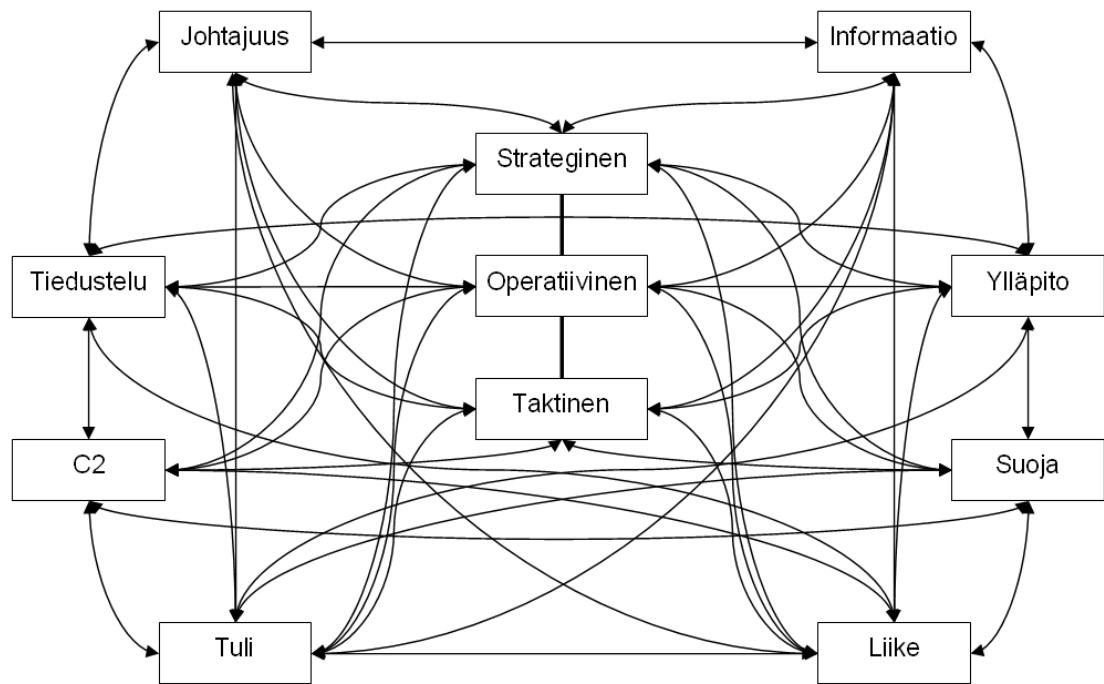 Johtajuus
Informaatio
Strateginen
Tiedustelu
Operatiivinen
Ylläpito
Taktinen
C2
Suoja
Tuli
Liike